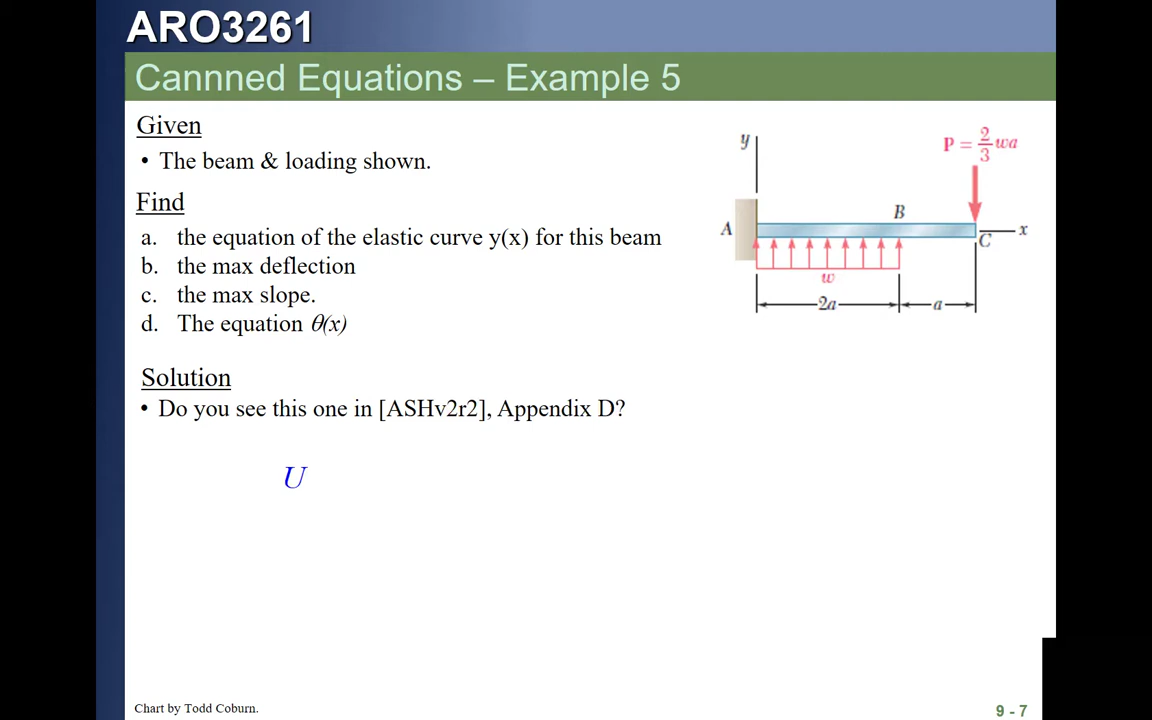 ARO3261
Cannned Equations – Example 5
Given
• The beam & loading shown.
Find
a. the equation of the elastic curve y(x) for this beam
b. the max deflection
c. the max slope.
d. The equation θ(x)
y
P = 2/3 wa
B
A
x
C
w
2a
a
Solution
• Do you see this one in [ASHv2r2], Appendix D?
U
Chart by Todd Coburn.
9 - 7